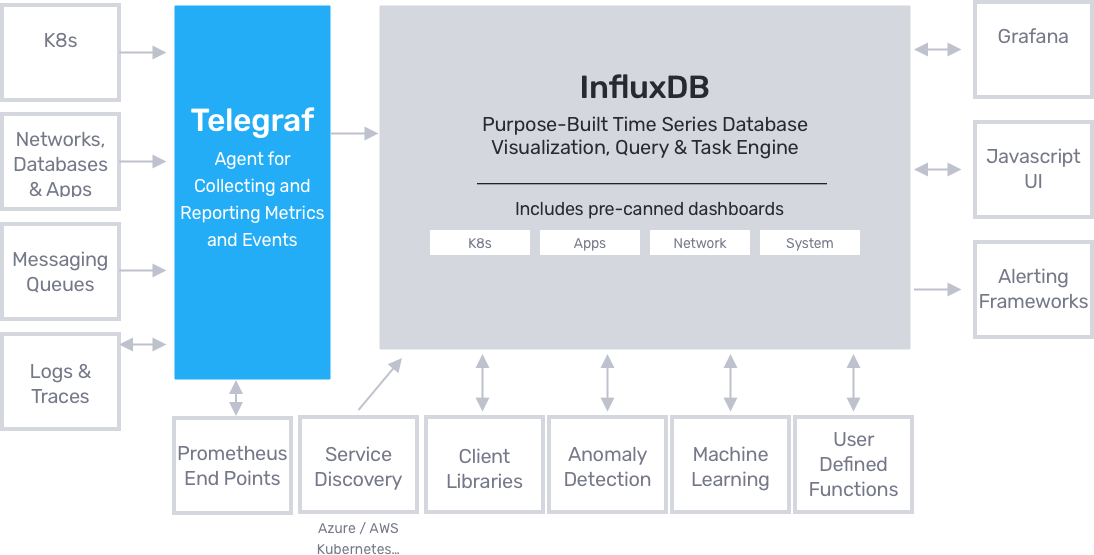 K8s
Networks,
Databases
& Apps
Messaging
Queues
Logs &
Traces
Telegraf
Agent for
Collecting and
Reporting Metrics
and Events
InfluxDB
Purpose-Built Time Series Database
Visualization, Query & Task Engine
Includes pre-canned dashboards
K8s
Apps
Network
System
Grafana
Javascript
UI
Alerting
Frameworks
Prometheus
End Points
Service
Discovery
Azure / AWS
Kubernetes...
Client
Libraries
Anomaly
Detection
Machine
Learning
User
Defined
Functions